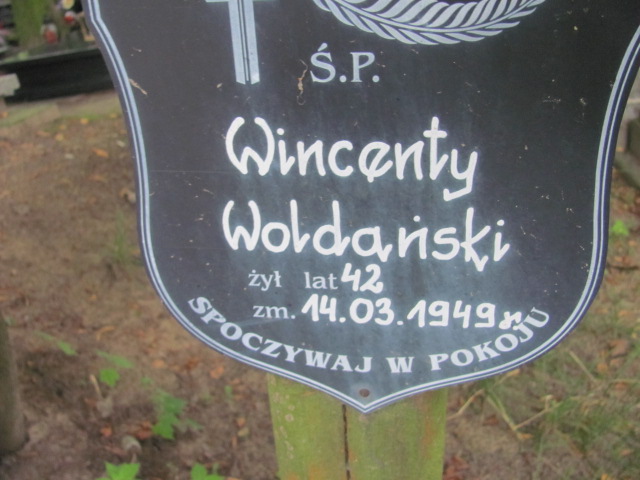 Ś.P.
Wincenty
Woldański
żył lat 42
zm. 14.03.1949 r.
SPOCZYWAJ W POKOJU